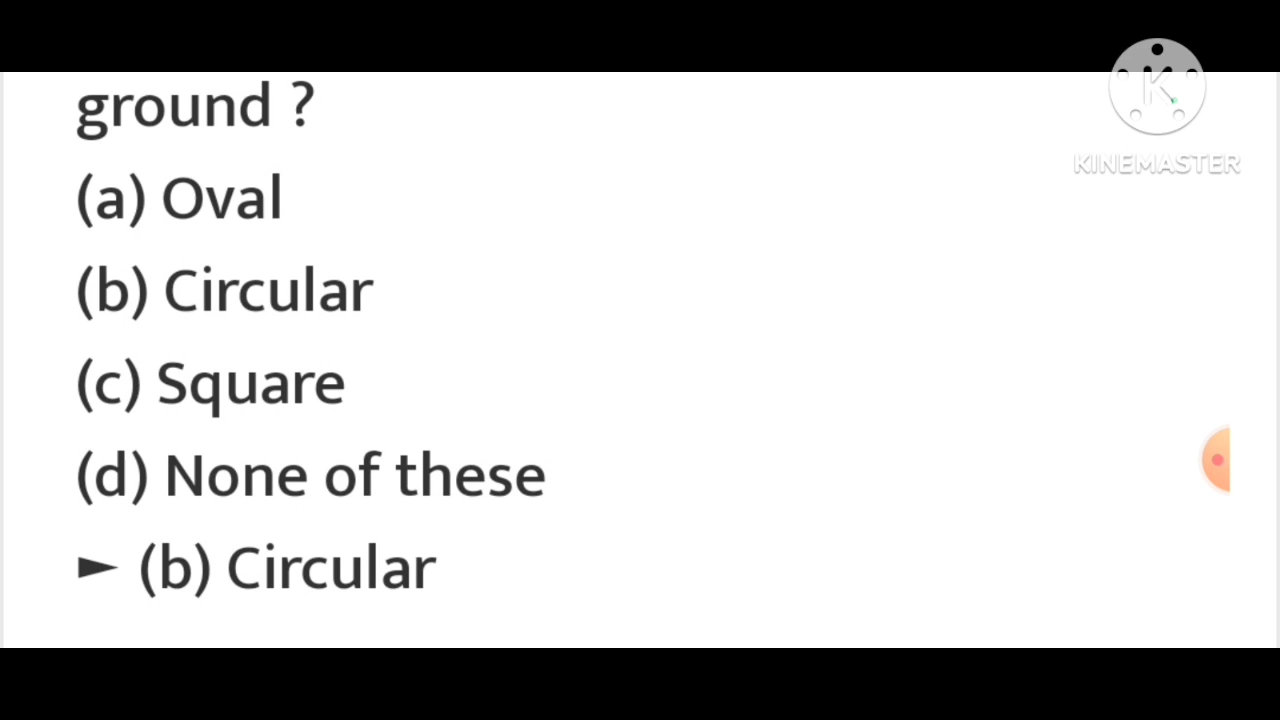 ground ?
(a) Oval
(b) Circular
(c) Square
(d) None of these
► (b) Circular
K
KINEMASTER